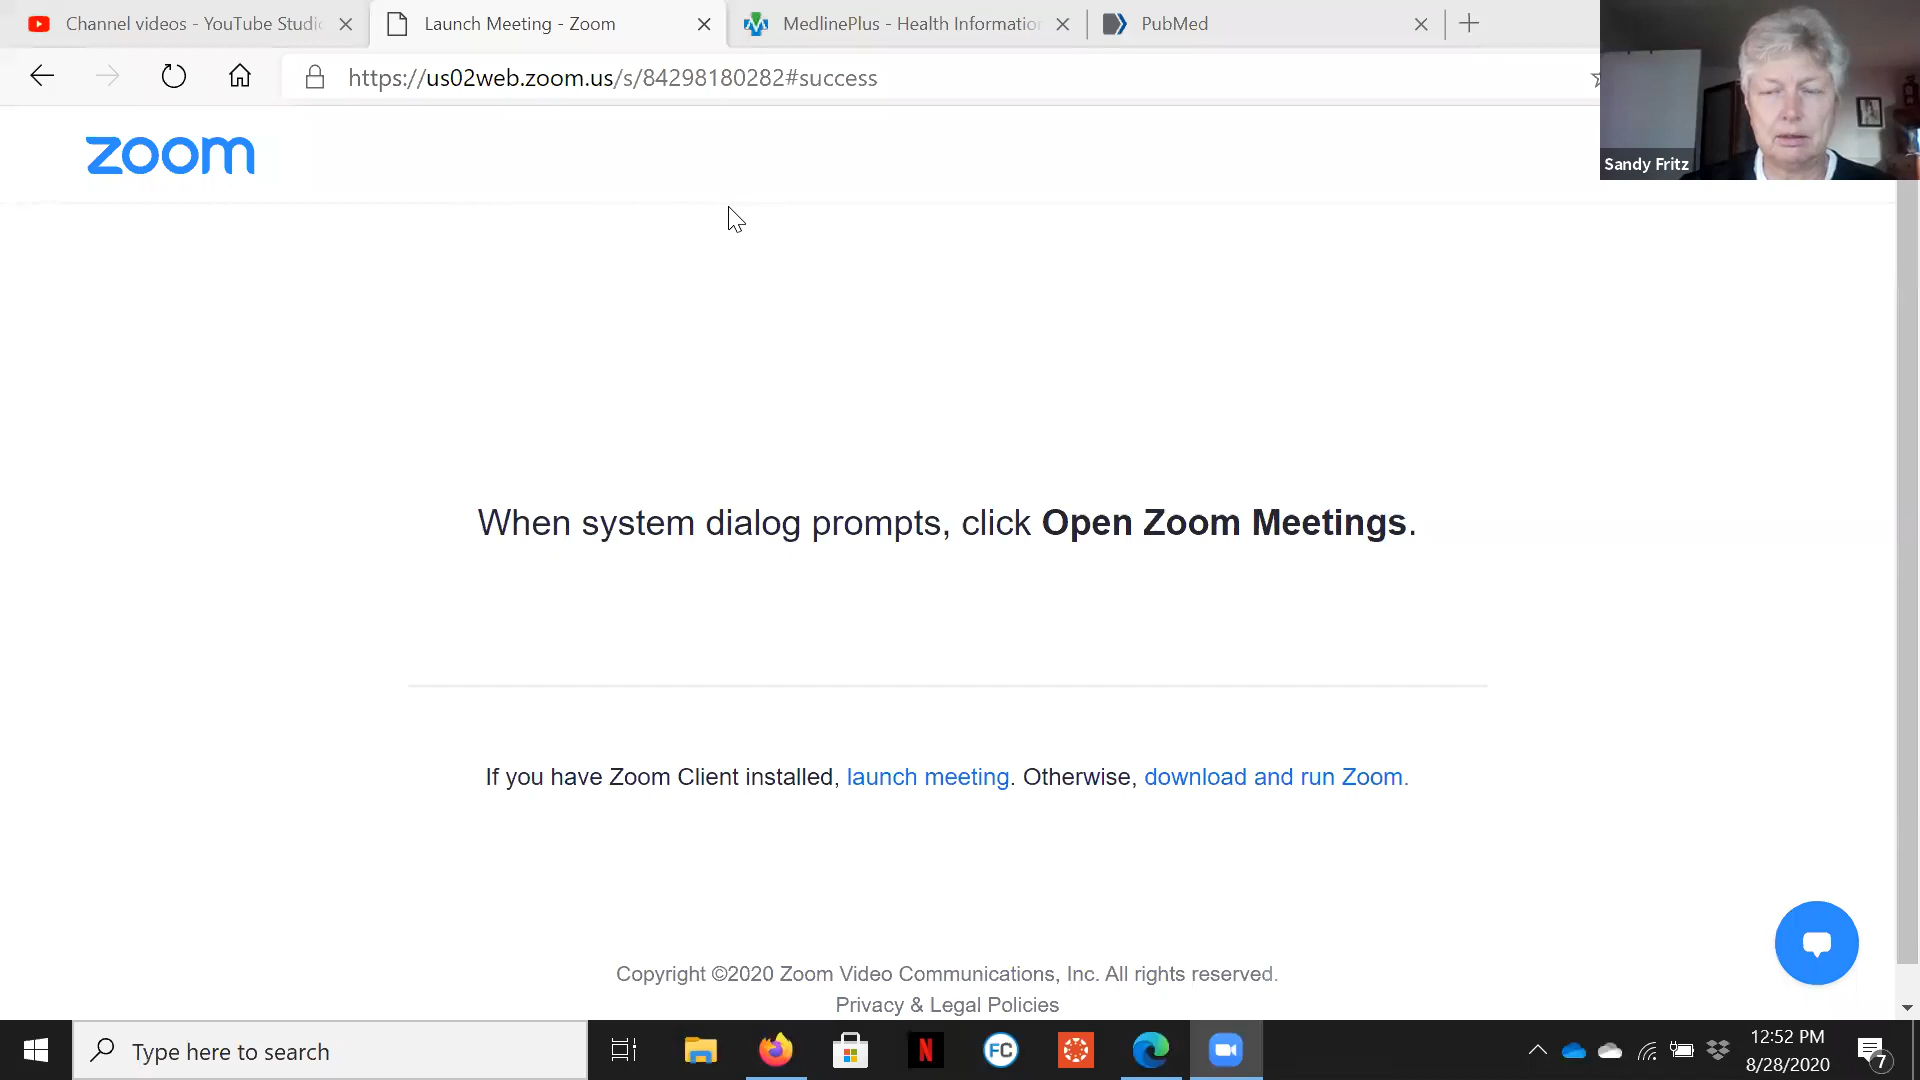 Channel videos - YouTube Studio
Launch Meeting - Zoom
MedlinePlus - Health Information
PubMed
https://us02web.zoom.us/s/84298180282#success
Sandy Fritz
zoom
When system dialog prompts, click Open Zoom Meetings.
If you have Zoom Client installed, launch meeting. Otherwise, download and run Zoom.
Copyright ©2020 Zoom Video Communications, Inc. All rights reserved.
Privacy & Legal Policies
Type here to search
N
FC
12:52 PM
8/28/2020
7